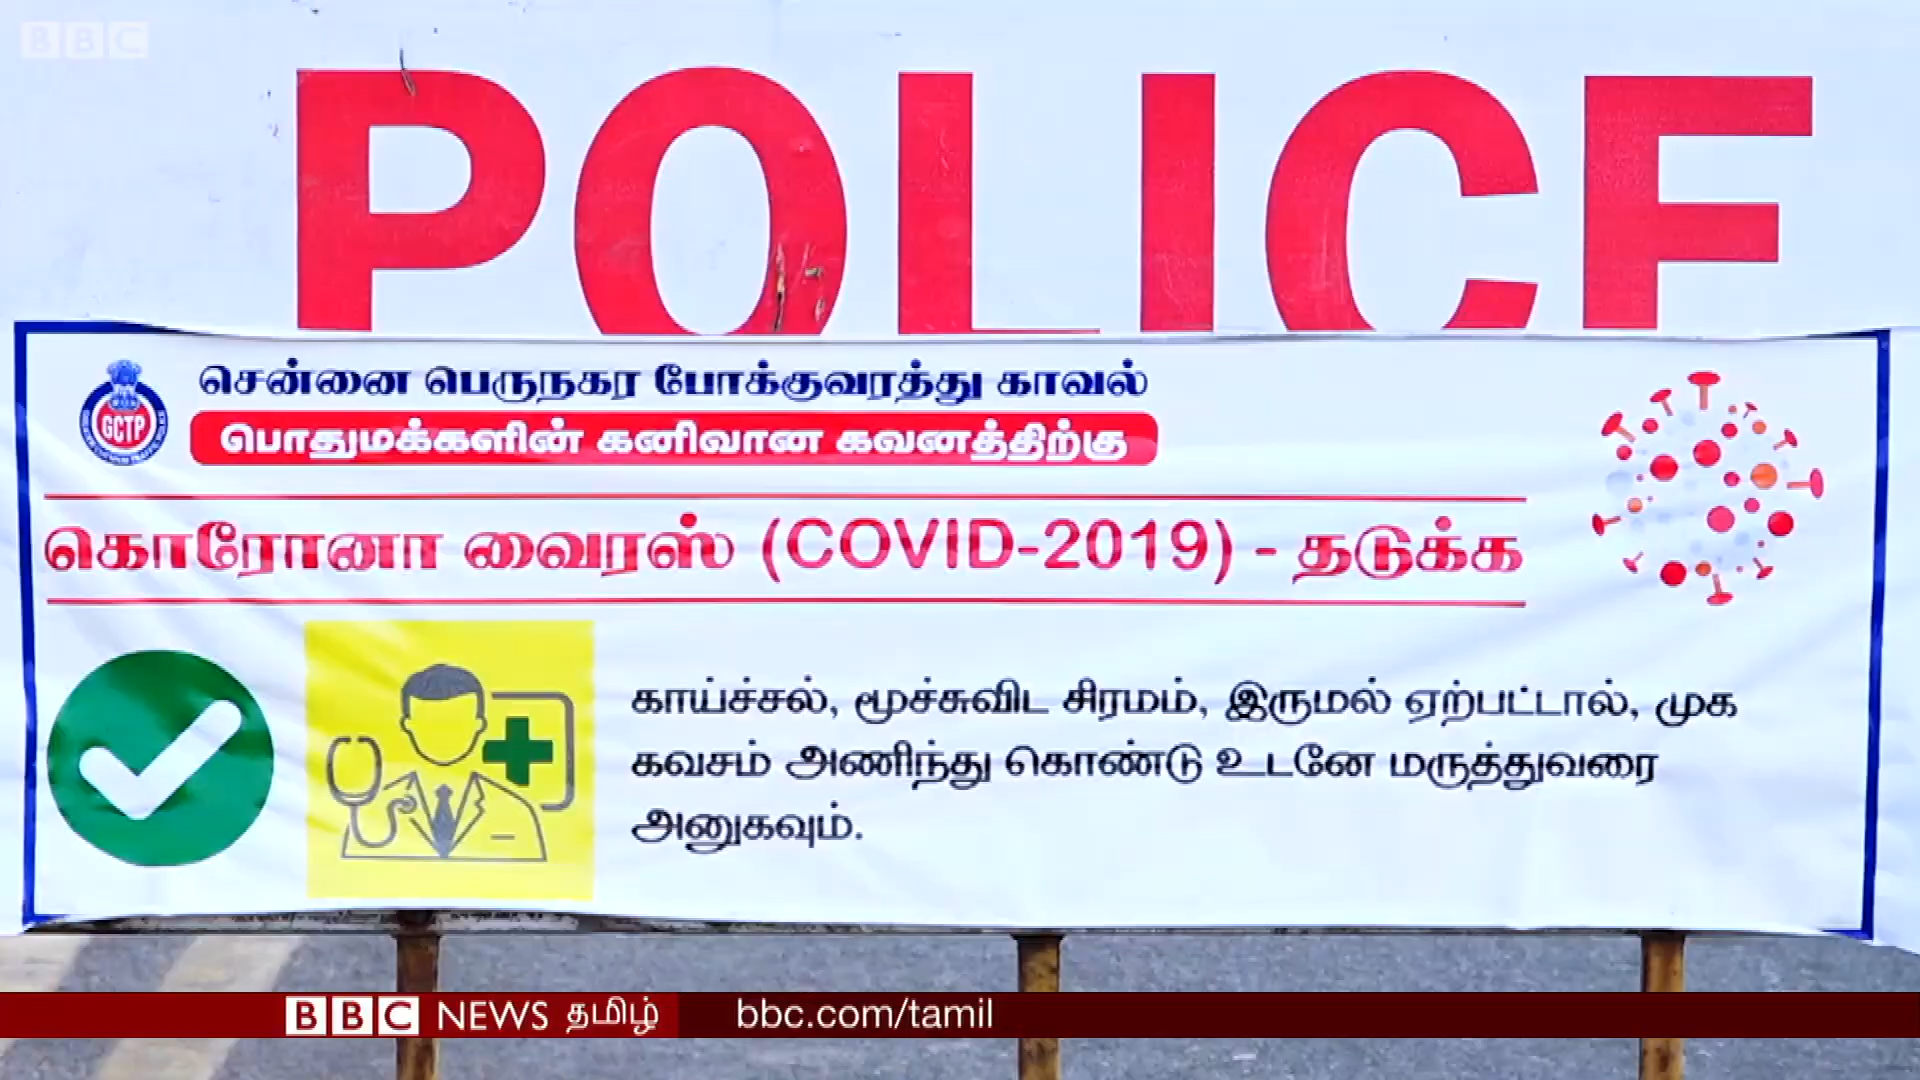 BBC
POLICE
சென்னை பெருநகர போக்குவரத்து காவல்
GCTP
பொதுமக்களின் கனிவான கவனத்திற்கு
கொரோனா வைரஸ் (COVID-2019) - தடுக்க
காய்ச்சல், மூச்சுவிட சிரமம், இருமல் ஏற்பட்டால், முக
கவசம் அணிந்து கொண்டு உடனே மருத்துவரை
அனுகவும்.
BBC NEWS தமிழ் bbc.com/tamil